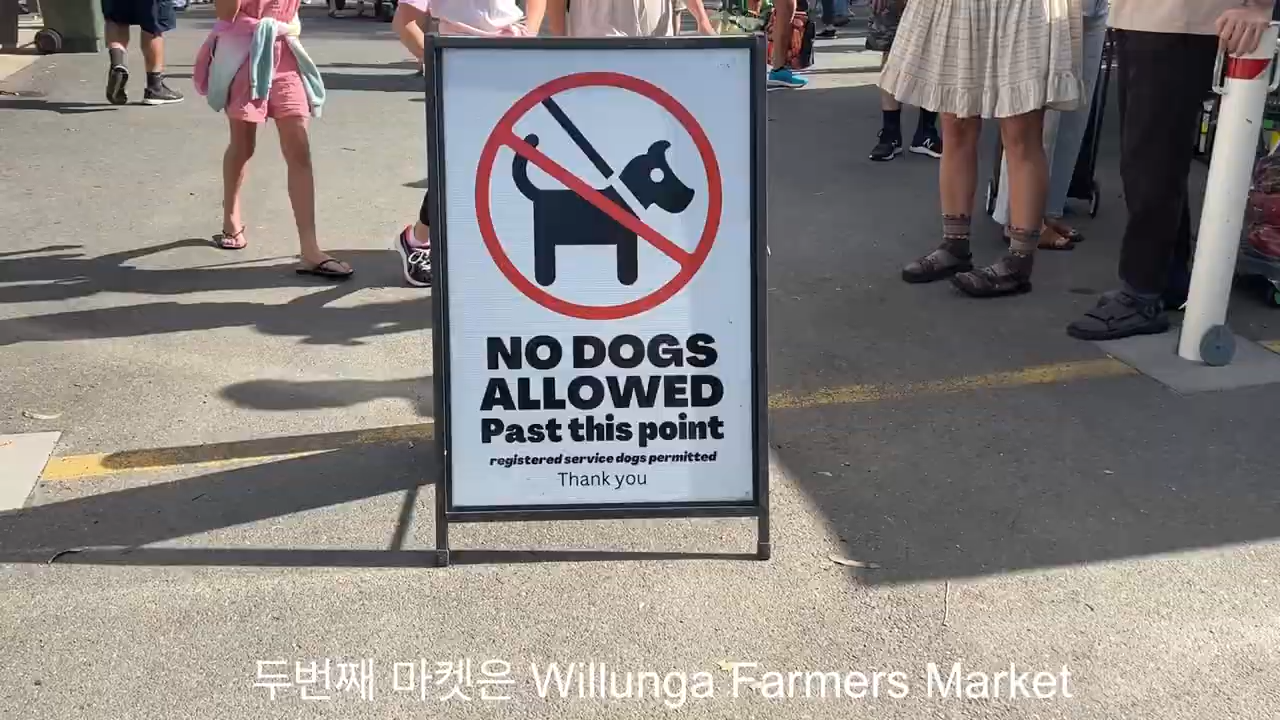 NO DOGS
ALLOWED
Past this point
registered service dogs permitted
Thank you
두번째 마켓은 Willunga Farmers Market